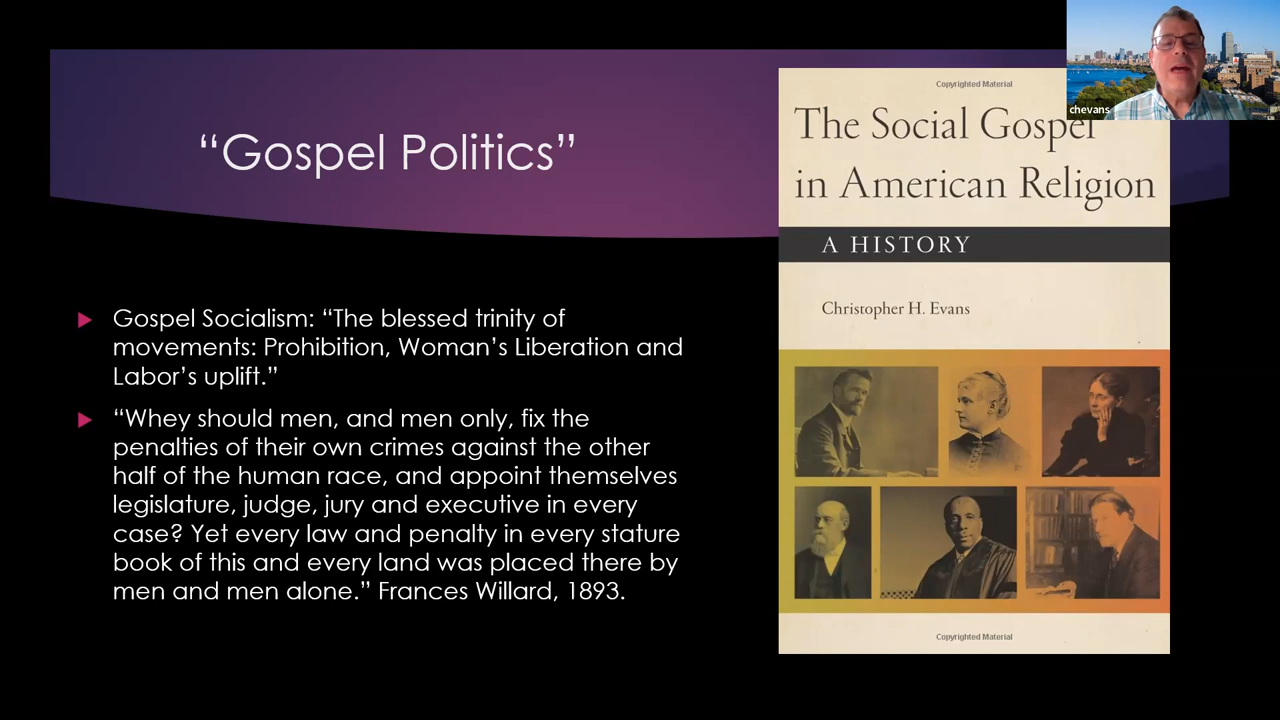 “Gospel Politics”
Gospel Socialism: “The blessed trinity of
movements: Prohibition, Woman’s Liberation and
Labor’s uplift.”
“Whey should men, and men only, fix the
penalties of their own crimes against the other
half of the human race, and appoint themselves
legislature, judge, jury and executive in every
case? Yet every law and penalty in every stature
book of this and every land was placed there by
men and men alone.” Frances Willard, 1893.
Copyrighted Material
The Social Gospel
in American Religion
A HISTORY
Christopher H. Evans
Copyrighted Material
chevans